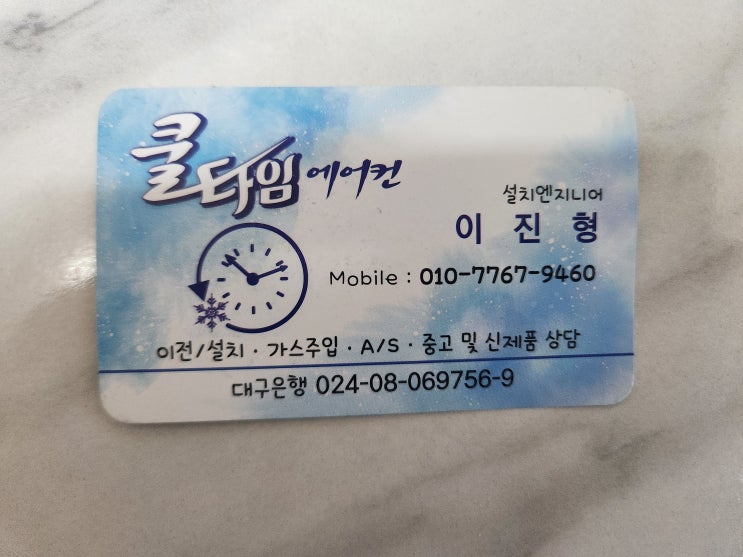 쿨타임 에어컨
설치엔지니어
이 진 형
Mobile : 010-7767-9460
이전/설치 · 가스주입 · A/S · 중고 및 신제품 상담
대구은행 024-08-069756-9